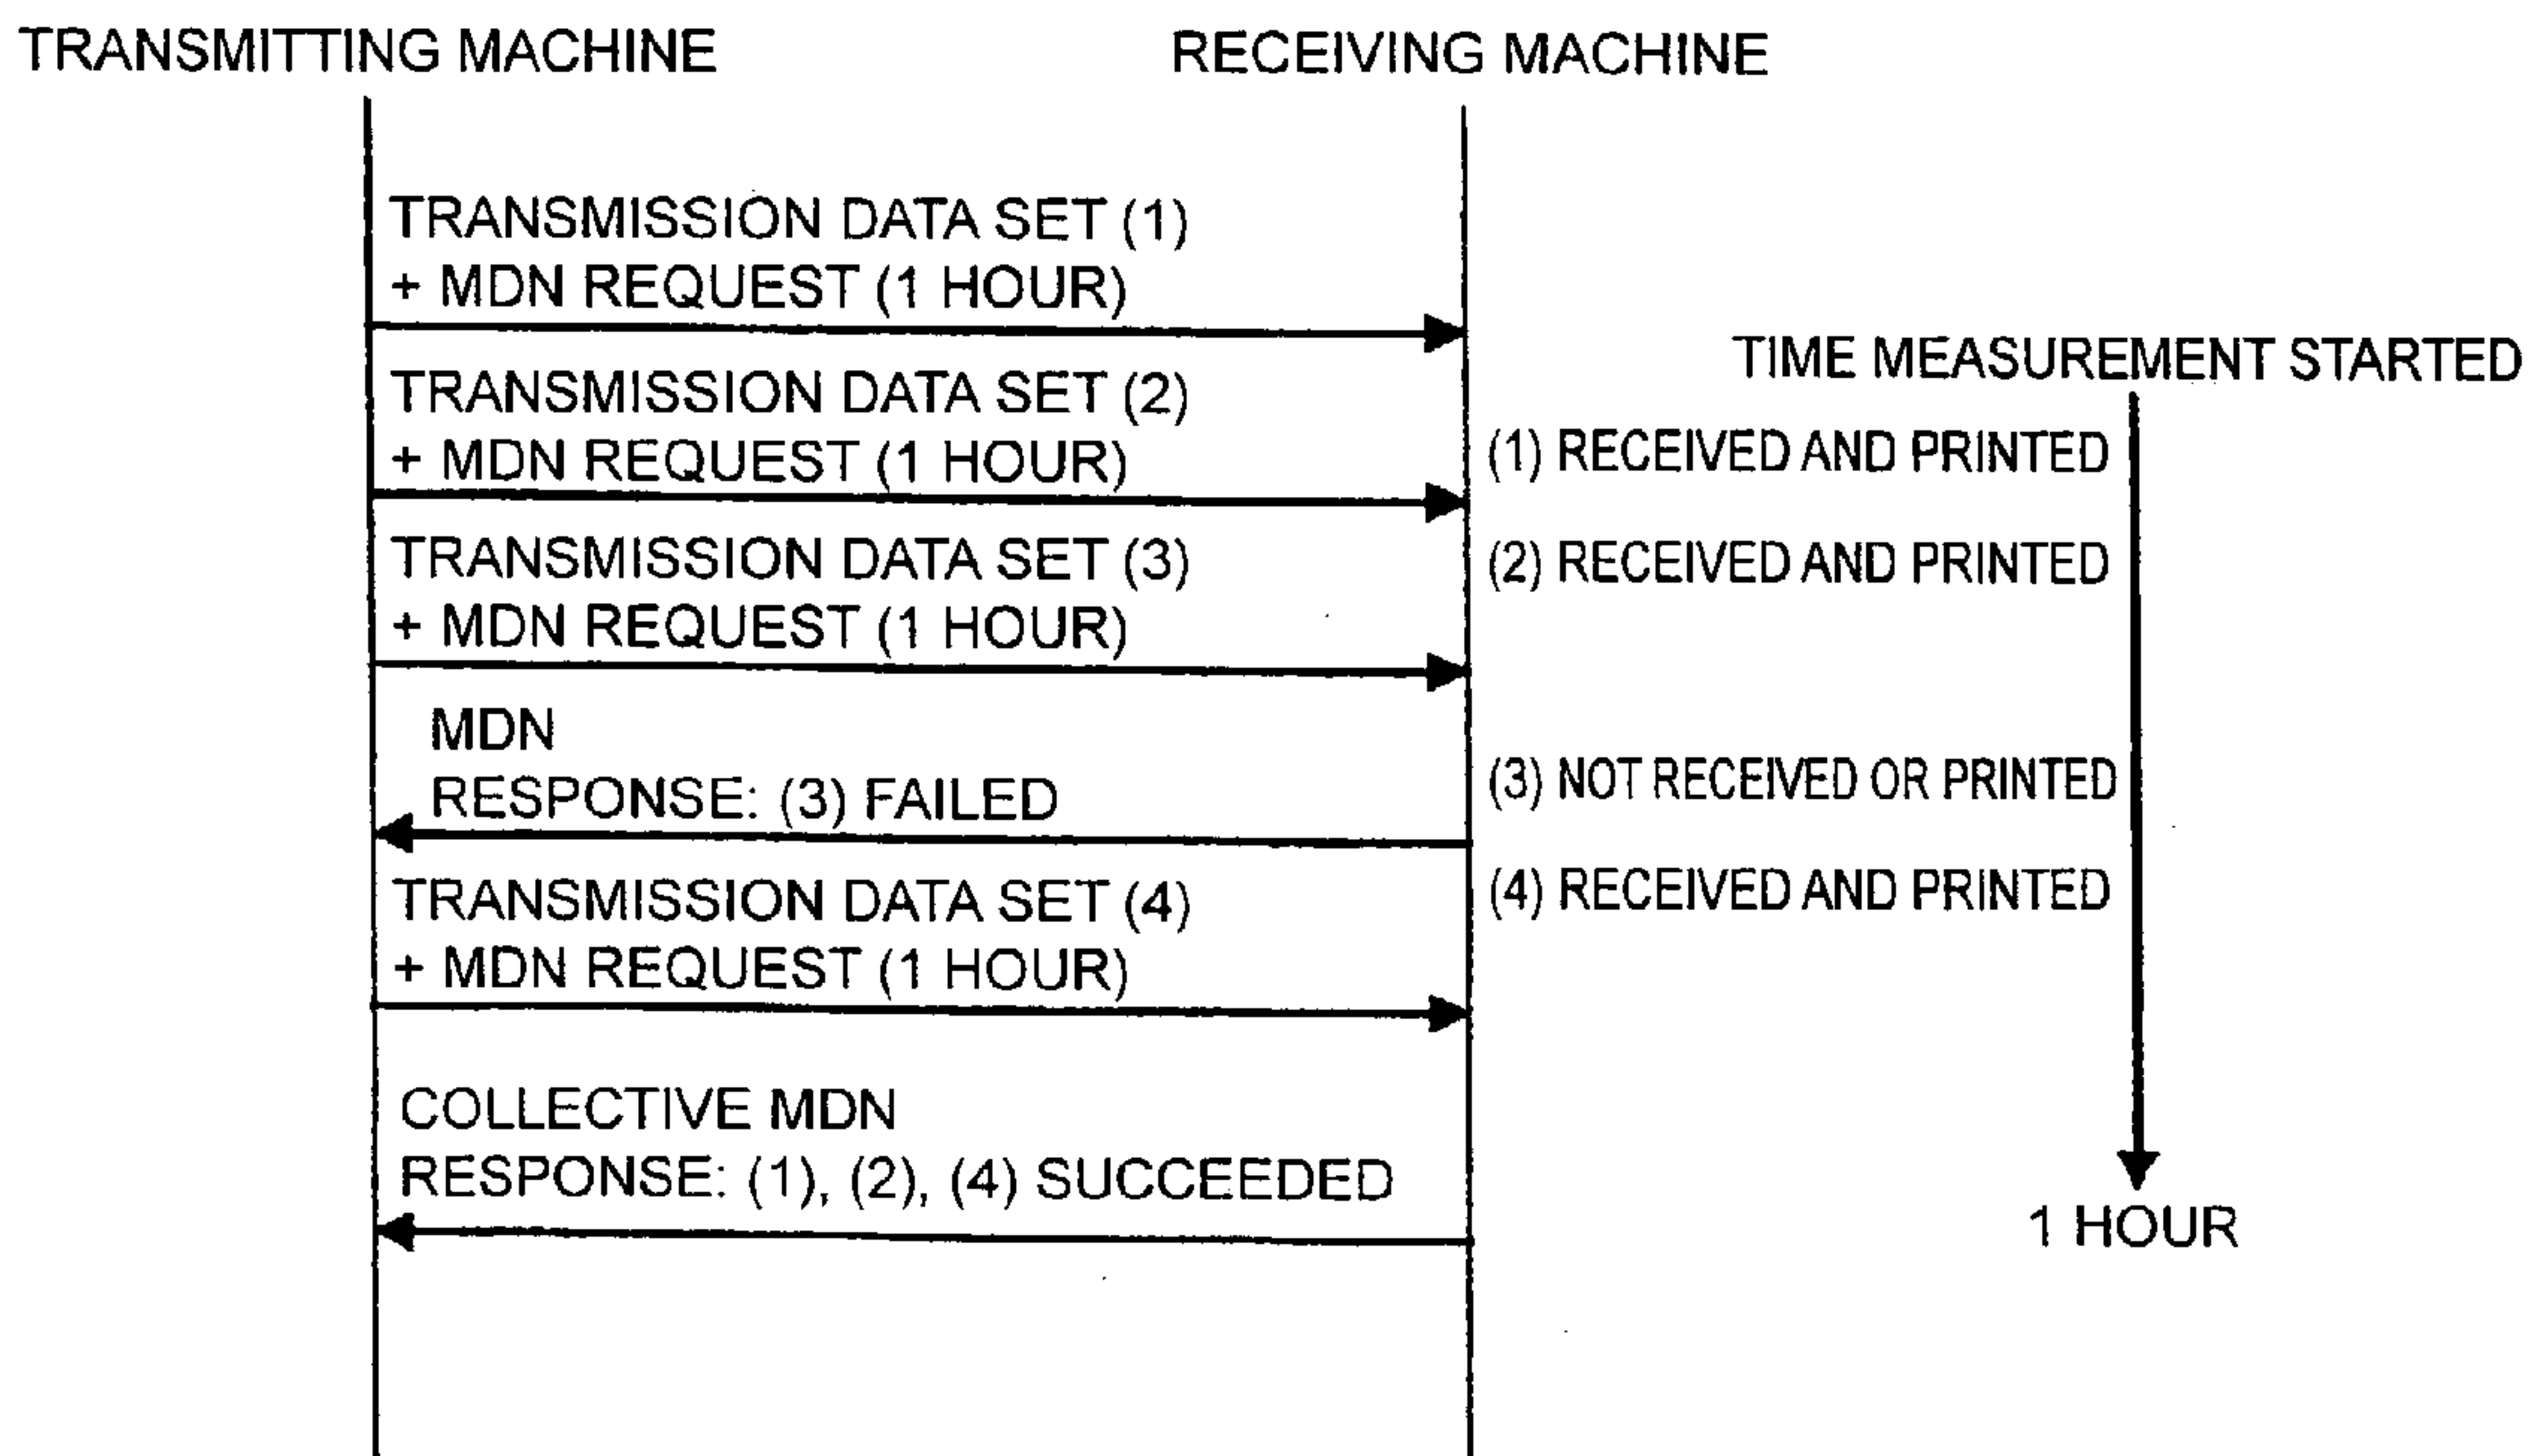 TRANSMITTING MACHINE
RECEIVING MACHINE
TRANSMISSION DATA SET (1)
+ MDN REQUEST (1 HOUR)
TIME MEASUREMENT STARTED
TRANSMISSION DATA SET (2)
+ MDN REQUEST (1 HOUR)
(1) RECEIVED AND PRINTED
TRANSMISSION DATA SET (3)
+ MDN REQUEST (1 HOUR)
(2) RECEIVED AND PRINTED
MDN
RESPONSE: (3) FAILED
(3) NOT RECEIVED OR PRINTED
TRANSMISSION DATA SET (4)
+ MDN REQUEST (1 HOUR)
(4) RECEIVED AND PRINTED
COLLECTIVE MDN
RESPONSE: (1), (2), (4) SUCCEEDED
1 HOUR